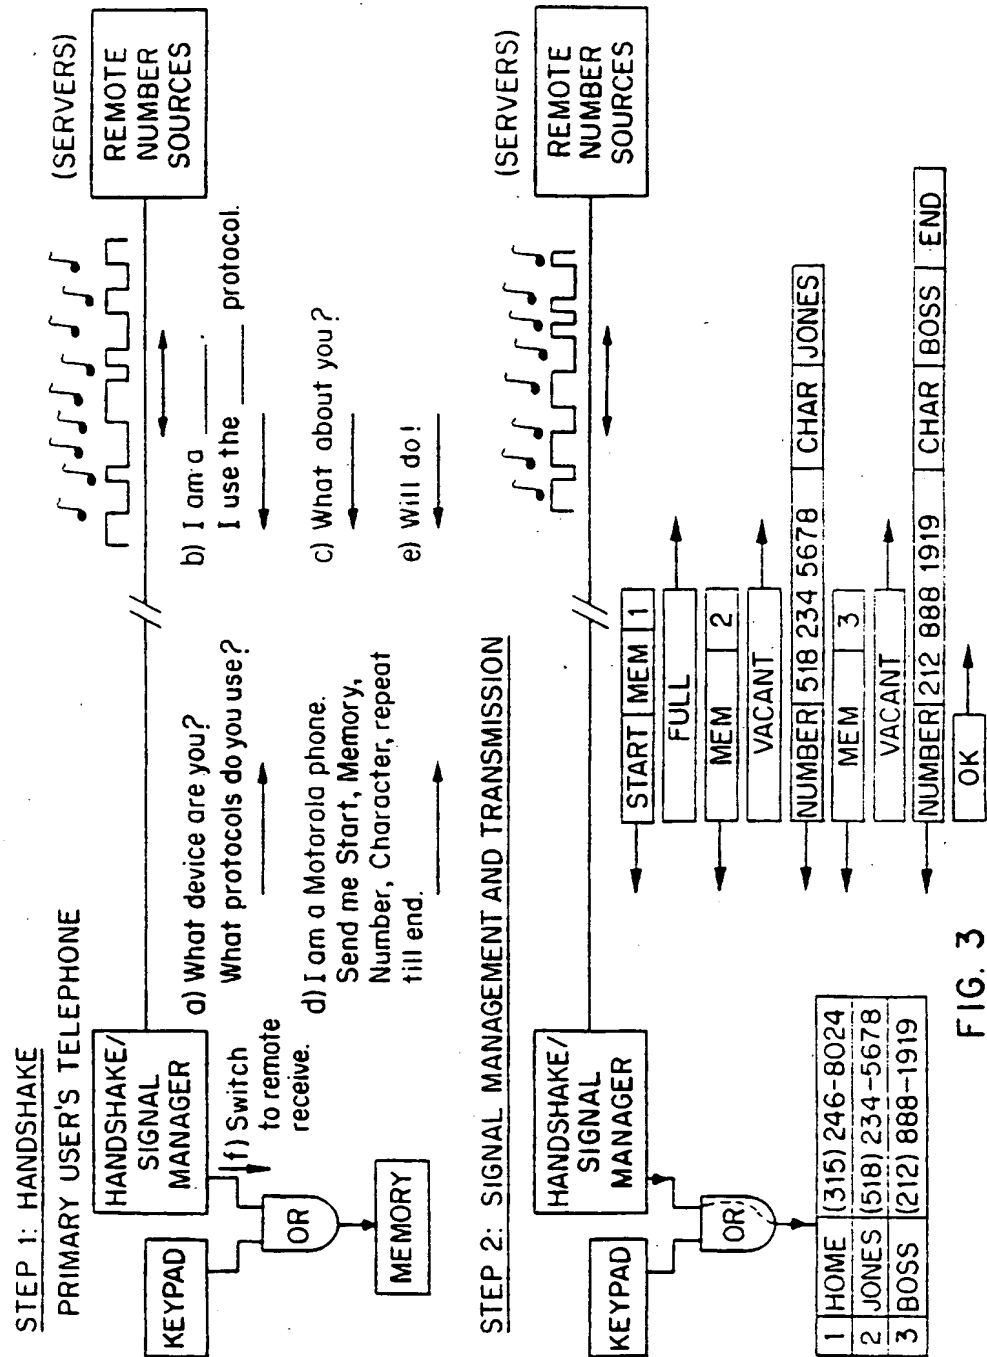 STEP 1: HANDSHAKE
PRIMARY USER'S TELEPHONE
(SERVERS)
KEYPAD
HANDSHAKE/
SIGNAL
MANAGER
REMOTE
NUMBER
SOURCES
OR
MEMORY
f) Switch
to remote
receive.
a) What device are you?
What protocols do you use?
b) I am a ______
I use the ______ protocol.
c) What about you?
d) I am a Motorola phone.
Send me Start, Memory,
Number, Character, repeat
till end.
e) Will do!
STEP 2: SIGNAL MANAGEMENT AND TRANSMISSION
(SERVERS)
KEYPAD
HANDSHAKE/
SIGNAL
MANAGER
REMOTE
NUMBER
SOURCES
OR
1 HOME (315) 246-8024
2 JONES (518) 234-5678
3 BOSS (212) 888-1919
START MEM 1
FULL
MEM 2
VACANT
NUMBER 518 234 5678 CHAR JONES
MEM 3
VACANT
NUMBER 212 888 1919 CHAR BOSS END
OK
FIG. 3